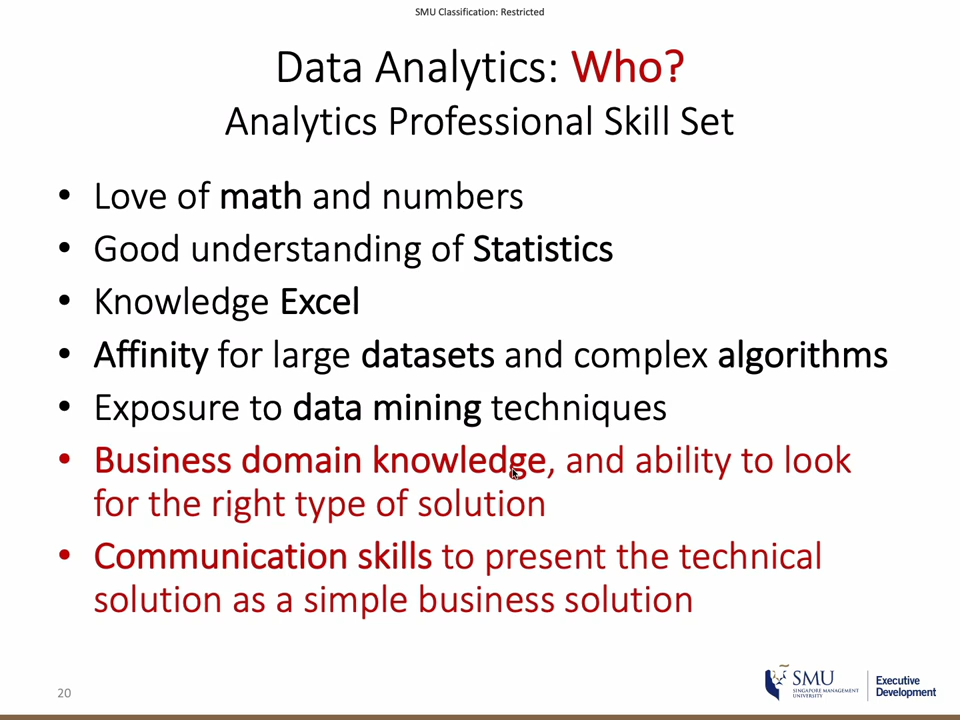 SMU Classification: Restricted
Data Analytics: Who?
Analytics Professional Skill Set
• Love of math and numbers
• Good understanding of Statistics
• Knowledge Excel
• Affinity for large datasets and complex algorithms
• Exposure to data mining techniques
• Business domain knowledge, and ability to look
for the right type of solution
• Communication skills to present the technical
solution as a simple business solution
20
SMU
SINGAPORE MANAGEMENT
UNIVERSITY
Executive
Development